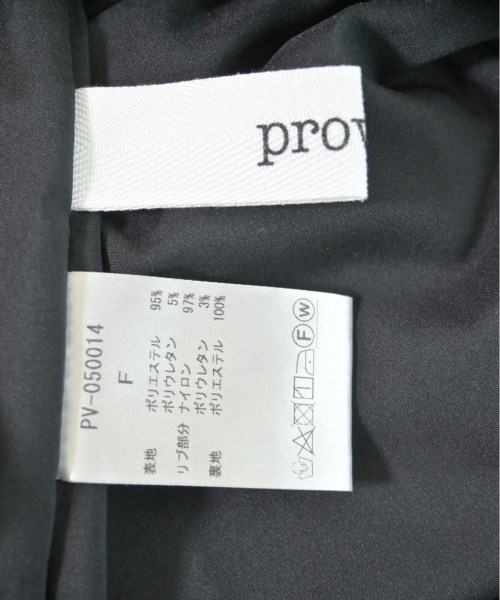 prov
PV-050014
F
表地 ポリエステル 95%
ポリウレタン 5%
リブ部分 ナイロン 97%
ポリウレタン 3%
裏地 ポリエステル 100%
F W